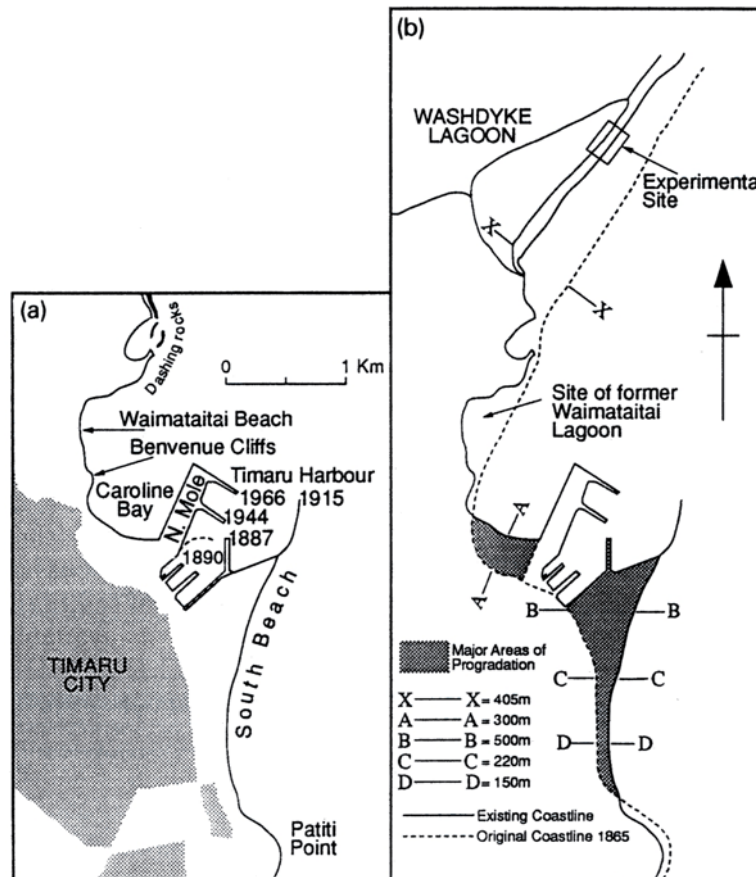 (a)
Dashing rocks
0 1 Km
Waimataitai Beach
Benvenue Cliffs
Caroline
Bay
N. Mole
Timaru Harbour
1966 1915
1944
1887
1890
South Beach
TIMARU
CITY
Patiti
Point
(b)
WASHDYKE
LAGOON
Experimenta
Site
X
X
Site of former
Waimataitai
Lagoon
A
A
B B
C C
D D
Major Areas of
Progradation
X X = 405m
A A = 300m
B B = 500m
C C = 220m
D D = 150m
Existing Coastline
Original Coastline 1865